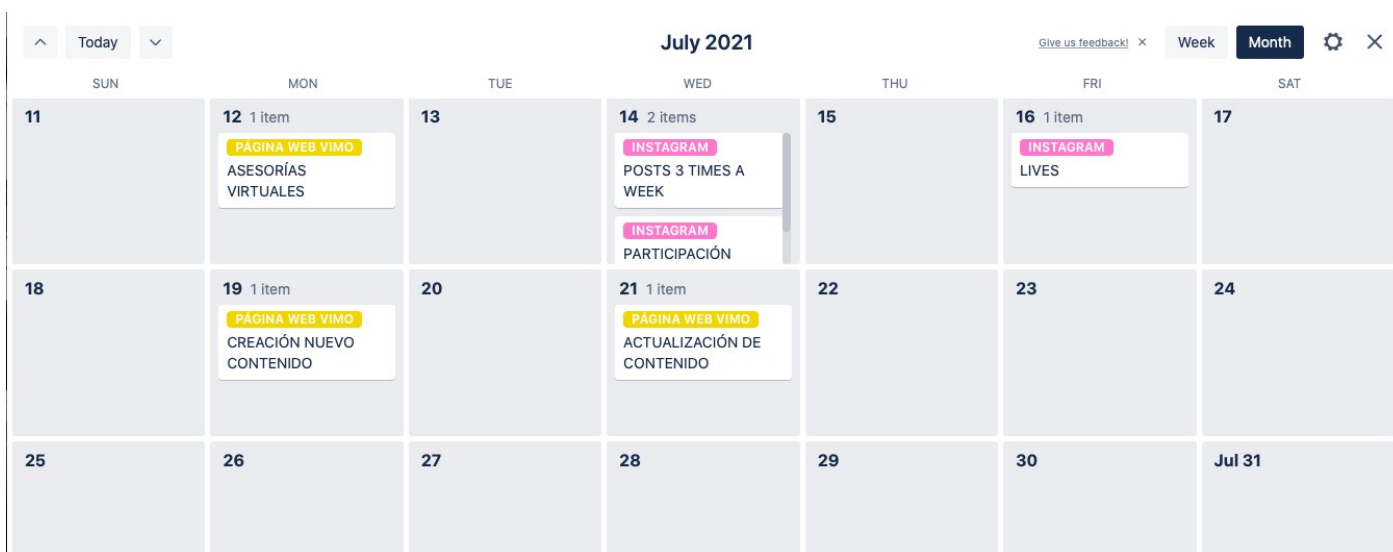 Today
July 2021
Give us feedback!
Week
Month
SUN MON TUE WED THU FRI SAT
11
12 1 item
PÁGINA WEB VIMO
ASESORÍAS
VIRTUALES
13
14 2 items
INSTAGRAM
POSTS 3 TIMES A
WEEK
INSTAGRAM
PARTICIPACIÓN
15
16 1 item
INSTAGRAM
LIVES
17
18
19 1 item
PÁGINA WEB VIMO
CREACIÓN NUEVO
CONTENIDO
20
21 1 item
PÁGINA WEB VIMO
ACTUALIZACIÓN DE
CONTENIDO
22
23
24
25
26
27
28
29
30
Jul 31